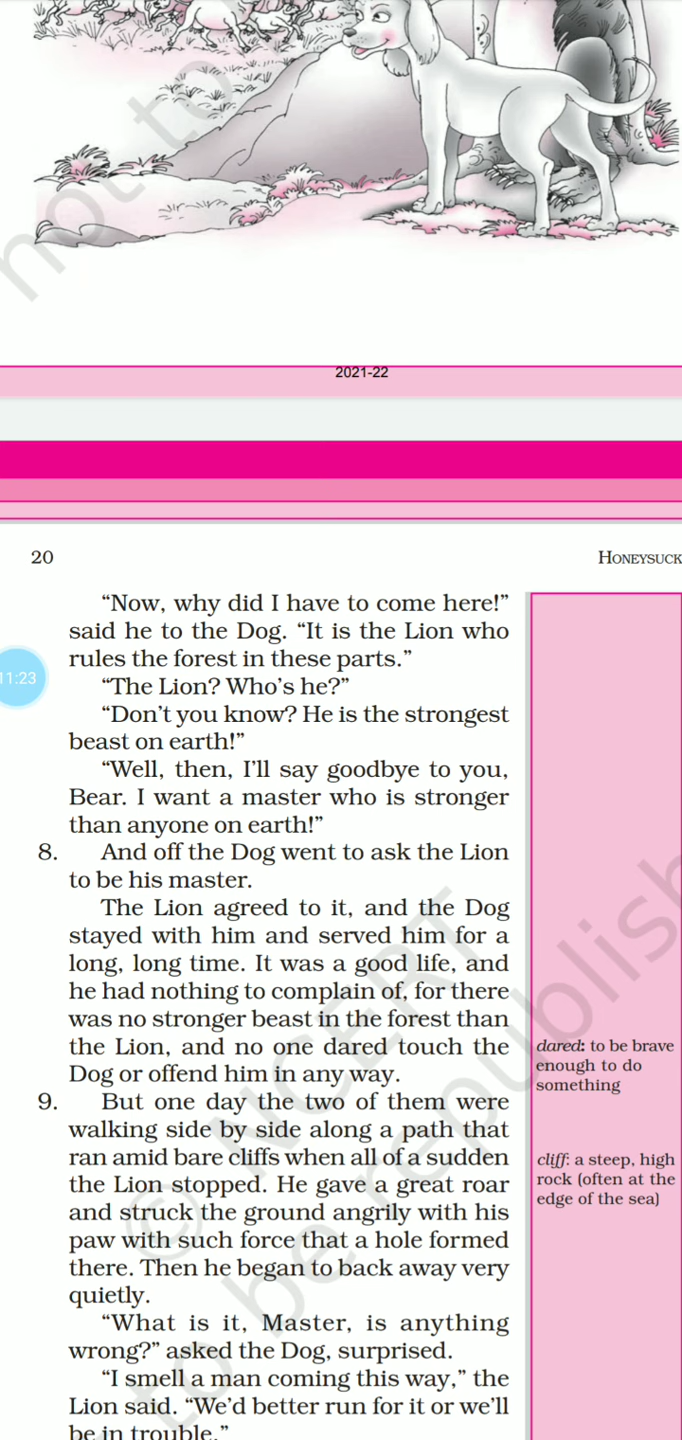 not to
2021-22
20
HONEYSUCK
"Now, why did I have to come here!"
said he to the Dog. "It is the Lion who
rules the forest in these parts."
11:23
"The Lion? Who's he?"
"Don't you know? He is the strongest
beast on earth!"
"Well, then, I'll say goodbye to you,
Bear. I want a master who is stronger
than anyone on earth!"
8. And off the Dog went to ask the Lion
to be his master.
The Lion agreed to it, and the Dog
stayed with him and served him for a
long, long time. It was a good life, and
he had nothing to complain of, for there
was no stronger beast in the forest than
the Lion, and no one dared touch the
Dog or offend him in any way.
dared: to be brave
enough to do
something
9. But one day the two of them were
walking side by side along a path that
ran amid bare cliffs when all of a sudden
the Lion stopped. He gave a great roar
and struck the ground angrily with his
paw with such force that a hole formed
there. Then he began to back away very
quietly.
cliff: a steep, high
rock (often at the
edge of the sea)
"What is it, Master, is anything
wrong?" asked the Dog, surprised.
"I smell a man coming this way," the
Lion said. "We'd better run for it or we'll
be in trouble."
© NCERT
to be republish